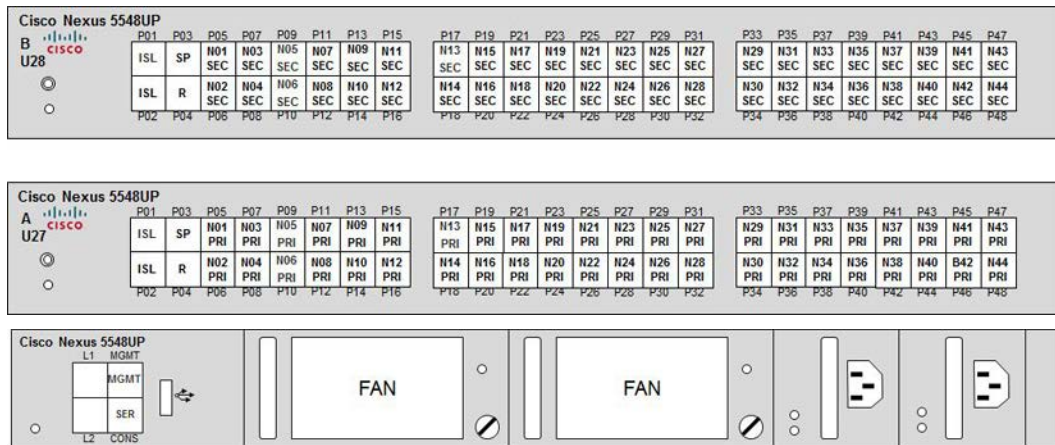 Cisco Nexus 5548UP
B CISCO
U28
P01 P03 P05 P07 P09 P11 P13 P15 P17 P19 P21 P23 P25 P27 P29 P31 P33 P35 P37 P39 P41 P43 P45 P47
ISL SP N01 N03 N05 N07 N09 N11 N13 N15 N17 N19 N21 N23 N25 N27 N29 N31 N33 N35 N37 N39 N41 N43
SEC SEC SEC SEC SEC SEC SEC SEC SEC SEC SEC SEC SEC SEC SEC SEC SEC SEC SEC SEC SEC SEC
ISL R N02 N04 N06 N08 N10 N12 N14 N16 N18 N20 N22 N24 N26 N28 N30 N32 N34 N36 N38 N40 N42 N44
SEC SEC SEC SEC SEC SEC SEC SEC SEC SEC SEC SEC SEC SEC SEC SEC SEC SEC SEC SEC SEC SEC
P02 P04 P06 P08 P10 P12 P14 P16 P18 P20 P22 P24 P26 P28 P30 P32 P34 P36 P38 P40 P42 P44 P46 P48
Cisco Nexus 5548UP
A CISCO
U27
P01 P03 P05 P07 P09 P11 P13 P15 P17 P19 P21 P23 P25 P27 P29 P31 P33 P35 P37 P39 P41 P43 P45 P47
ISL SP N01 N03 N05 N07 N09 N11 N13 N15 N17 N19 N21 N23 N25 N27 N29 N31 N33 N35 N37 N39 N41 N43
PRI PRI PRI PRI PRI PRI PRI PRI PRI PRI PRI PRI PRI PRI PRI PRI PRI PRI PRI PRI PRI PRI
ISL R N02 N04 N06 N08 N10 N12 N14 N16 N18 N20 N22 N24 N26 N28 N30 N32 N34 N36 N38 N40 B42 N44
PRI PRI PRI PRI PRI PRI PRI PRI PRI PRI PRI PRI PRI PRI PRI PRI PRI PRI PRI PRI PRI PRI
P02 P04 P06 P08 P10 P12 P14 P16 P18 P20 P22 P24 P26 P28 P30 P32 P34 P36 P38 P40 P42 P44 P46 P48
Cisco Nexus 5548UP
L1 MGMT
MGMT
SER
L2 CONS
FAN
FAN